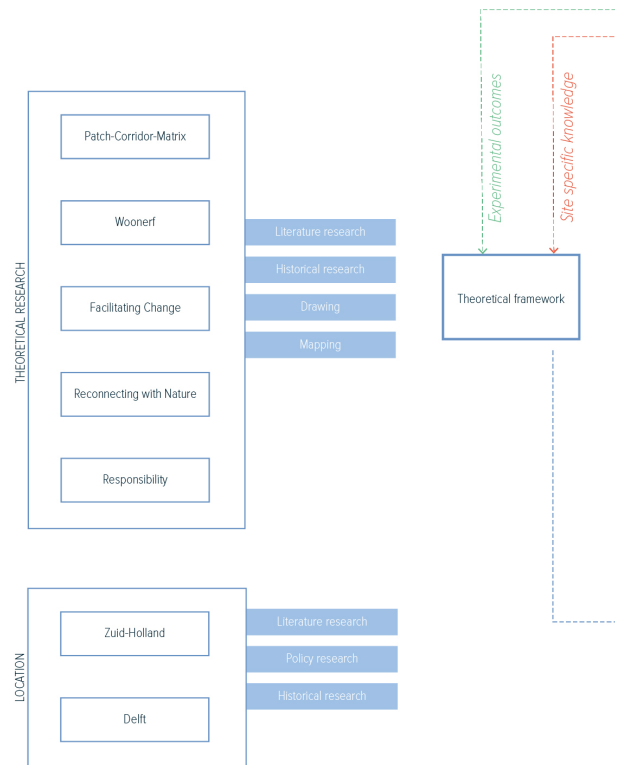 Experimental outcomes
Site specific knowledge
THEORETICAL RESEARCH
Patch-Corridor-Matrix
Woonerf
Facilitating Change
Reconnecting with Nature
Responsibility
Literature research
Historical research
Drawing
Mapping
Theoretical framework
LOCATION
Zuid-Holland
Delft
Literature research
Policy research
Historical research